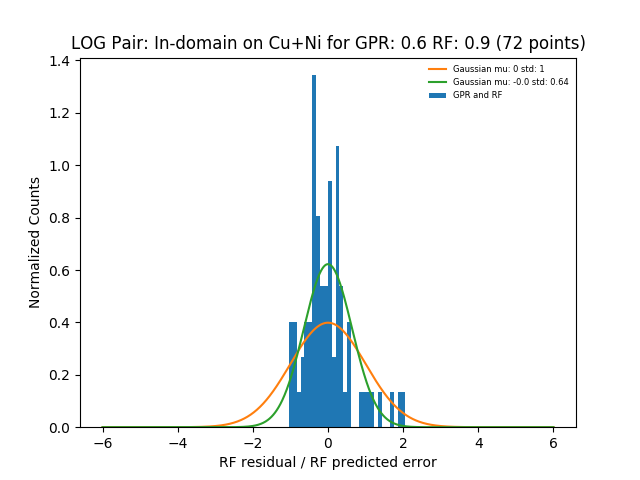 LOG Pair: In-domain on Cu+Ni for GPR: 0.6 RF: 0.9 (72 points)
Gaussian mu: 0 std: 1
Gaussian mu: -0.0 std: 0.64
GPR and RF
Normalized Counts
1.4
1.2
1.0
0.8
0.6
0.4
0.2
0.0
−6 −4 −2 0 2 4 6
RF residual / RF predicted error